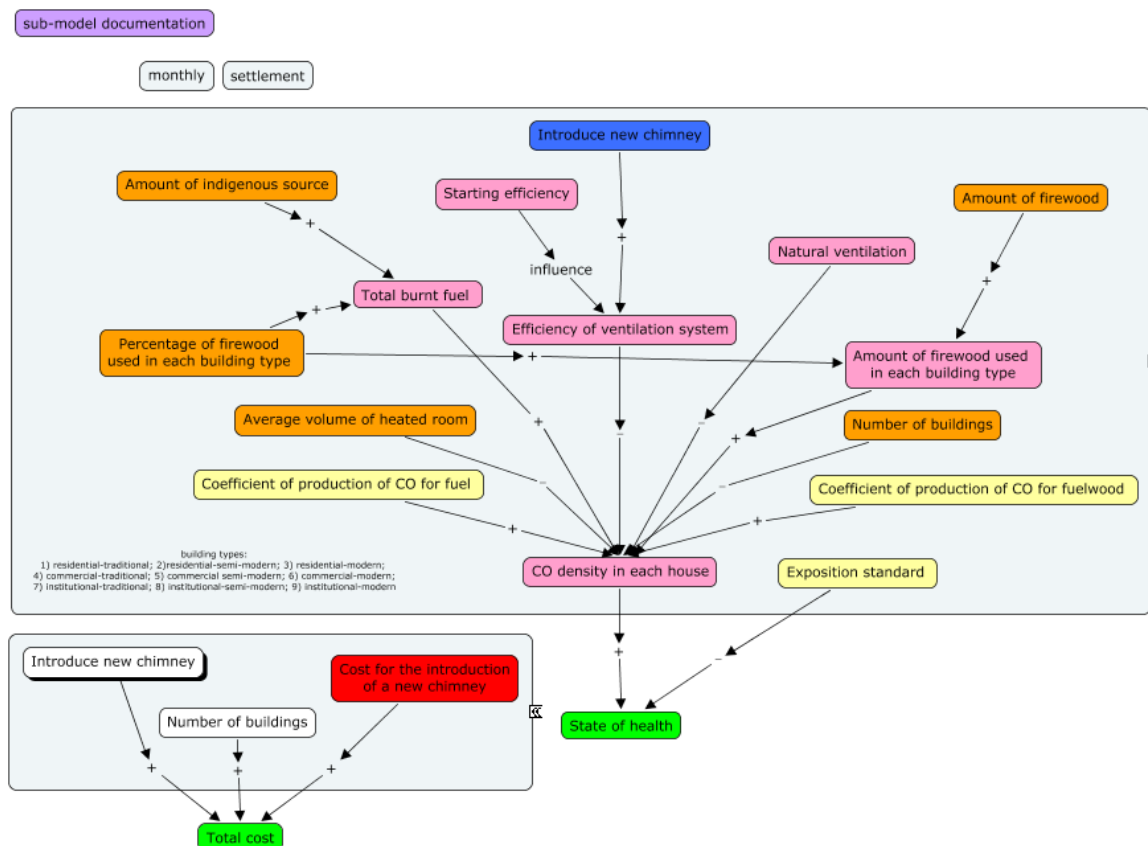 sub-model documentation
monthly
settlement
Introduce new chimney
Amount of indigenous source
Starting efficiency
Amount of firewood
+
+
Natural ventilation
influence
+
Total burnt fuel
+
Efficiency of ventilation system
Percentage of firewood
used in each building type
+
Amount of firewood used
in each building type
Average volume of heated room
+
–
–
+
Number of buildings
Coefficient of production of CO for fuel
–
–
Coefficient of production of CO for fuelwood
+
+
building types:
1) residential-traditional; 2)residential-semi-modern; 3) residential-modern;
4) commercial-traditional; 5) commercial semi-modern; 6) commercial-modern;
7) institutional-traditional; 8) institutional-semi-modern; 9) institutional-modern
CO density in each house
Exposition standard
+
–
State of health
Introduce new chimney
Cost for the introduction
of a new chimney
Number of buildings
+
+
+
Total cost